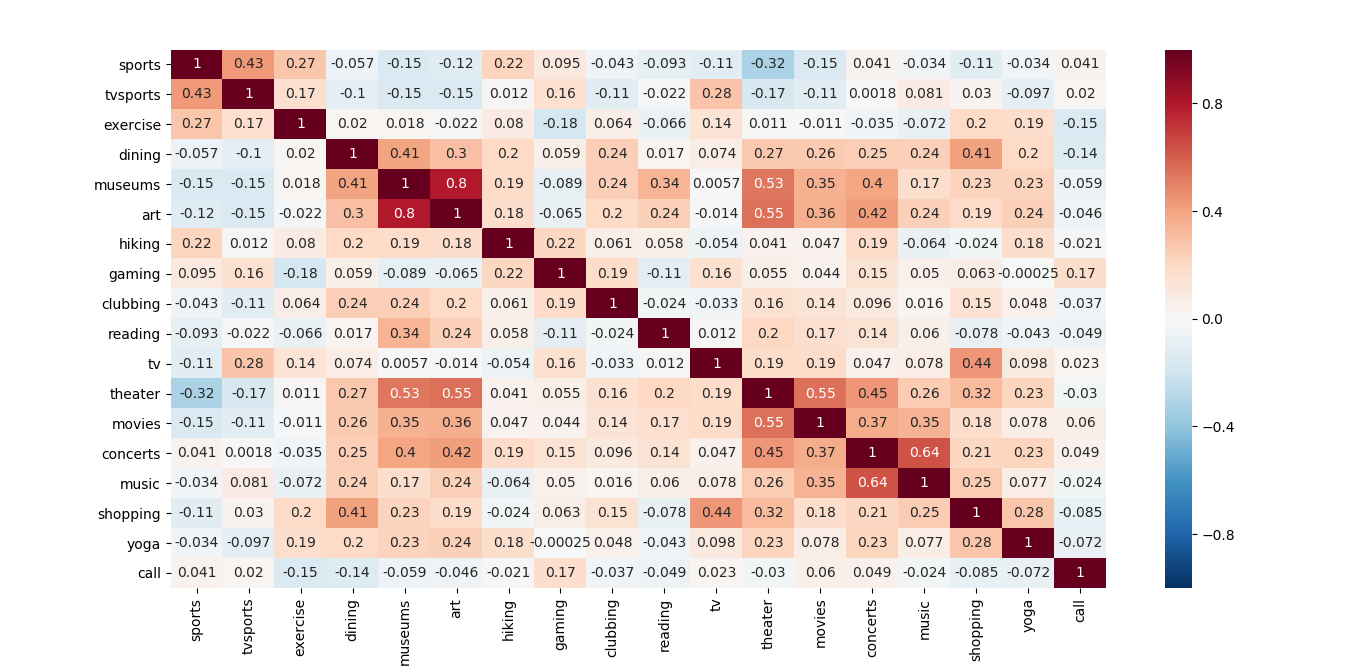 sports 1 0.43 0.27 -0.057 -0.15 -0.12 0.22 0.095 -0.043 -0.093 -0.11 -0.32 -0.15 0.041 -0.034 -0.11 -0.034 0.041
tvsports 0.43 1 0.17 -0.1 -0.15 -0.15 0.012 0.16 -0.11 -0.022 0.28 -0.17 -0.11 0.0018 0.081 0.03 -0.097 0.02
exercise 0.27 0.17 1 0.02 0.018 -0.022 0.08 -0.18 0.064 -0.066 0.14 0.011 -0.011 -0.035 -0.072 0.2 0.19 -0.15
dining -0.057 -0.1 0.02 1 0.41 0.3 0.2 0.059 0.24 0.017 0.074 0.27 0.26 0.25 0.24 0.41 0.2 -0.14
museums -0.15 -0.15 0.018 0.41 1 0.8 0.19 -0.089 0.24 0.34 0.0057 0.53 0.35 0.4 0.17 0.23 0.23 -0.059
art -0.12 -0.15 -0.022 0.3 0.8 1 0.18 -0.065 0.2 0.24 -0.014 0.55 0.36 0.42 0.24 0.19 0.24 -0.046
hiking 0.22 0.012 0.08 0.2 0.19 0.18 1 0.22 0.061 0.058 -0.054 0.041 0.047 0.19 -0.064 -0.024 0.18 -0.021
gaming 0.095 0.16 -0.18 0.059 -0.089 -0.065 0.22 1 0.19 -0.11 0.16 0.055 0.044 0.15 0.05 0.063 -0.00025 0.17
clubbing -0.043 -0.11 0.064 0.24 0.24 0.2 0.061 0.19 1 -0.024 -0.033 0.16 0.14 0.096 0.016 0.15 0.048 -0.037
reading -0.093 -0.022 -0.066 0.017 0.34 0.24 0.058 -0.11 -0.024 1 0.012 0.2 0.17 0.14 0.06 -0.078 -0.043 -0.049
tv -0.11 0.28 0.14 0.074 0.0057 -0.014 -0.054 0.16 -0.033 0.012 1 0.19 0.19 0.047 0.078 0.44 0.098 0.023
theater -0.32 -0.17 0.011 0.27 0.53 0.55 0.041 0.055 0.16 0.2 0.19 1 0.55 0.45 0.26 0.32 0.23 -0.03
movies -0.15 -0.11 -0.011 0.26 0.35 0.36 0.047 0.044 0.14 0.17 0.19 0.55 1 0.37 0.35 0.18 0.078 0.06
concerts 0.041 0.0018 -0.035 0.25 0.4 0.42 0.19 0.15 0.096 0.14 0.047 0.45 0.37 1 0.64 0.21 0.23 0.049
music -0.034 0.081 -0.072 0.24 0.17 0.24 -0.064 0.05 0.016 0.06 0.078 0.26 0.35 0.64 1 0.25 0.077 -0.024
shopping -0.11 0.03 0.2 0.41 0.23 0.19 -0.024 0.063 0.15 -0.078 0.44 0.32 0.18 0.21 0.25 1 0.28 -0.085
yoga -0.034 -0.097 0.19 0.2 0.23 0.24 0.18 -0.00025 0.048 -0.043 0.098 0.23 0.078 0.23 0.077 0.28 1 -0.072
call 0.041 0.02 -0.15 -0.14 -0.059 -0.046 -0.021 0.17 -0.037 -0.049 0.023 -0.03 0.06 0.049 -0.024 -0.085 -0.072 1
sports tvsports exercise dining museums art hiking gaming clubbing reading tv theater movies concerts music shopping yoga call
0.8
0.4
0.0
−0.4
−0.8